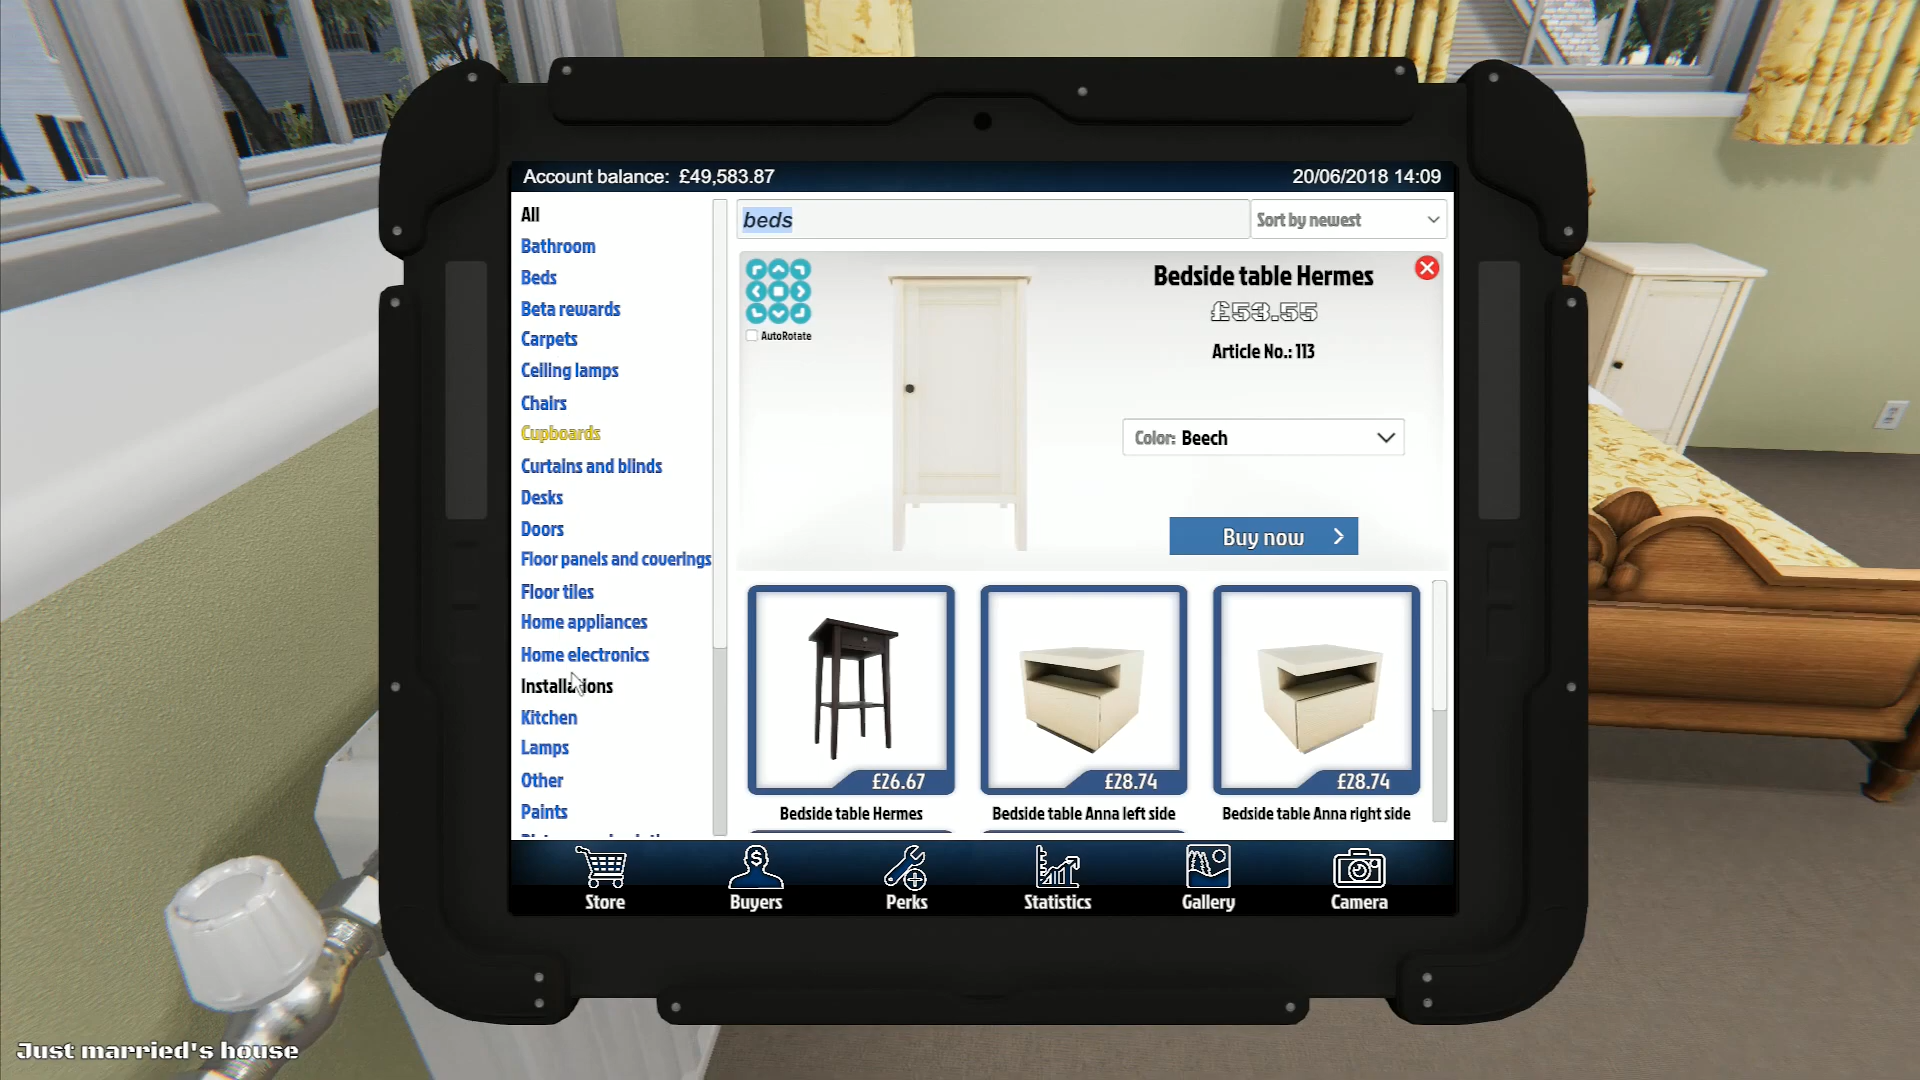 Account balance: £49,583.87
20/06/2018 14:09
All
Bathroom
Beds
Beta rewards
Carpets
Ceiling lamps
Chairs
Cupboards
Curtains and blinds
Desks
Doors
Floor panels and coverings
Floor tiles
Home appliances
Home electronics
Installations
Kitchen
Lamps
Other
Paints
beds
Sort by newest
AutoRotate
Bedside table Hermes
£53.55
Article No.: 113
Color: Beech
Buy now
£26.67
£28.74
£28.74
Bedside table Hermes
Bedside table Anna left side
Bedside table Anna right side
Store
Buyers
Perks
Statistics
Gallery
Camera
Just married's house